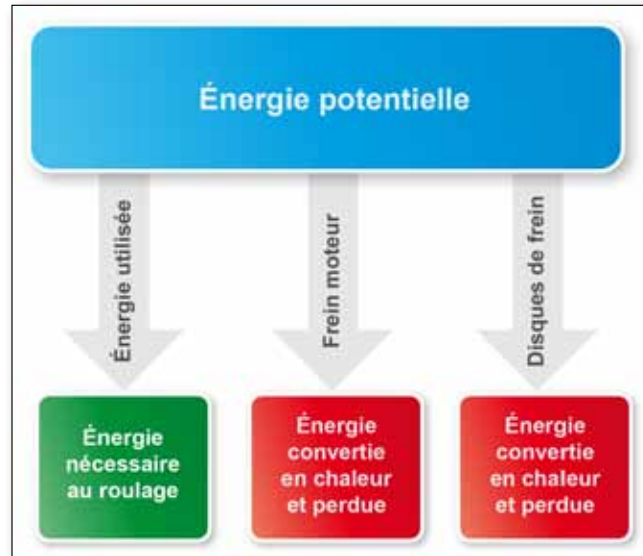 Énergie potentielle
Énergie utilisée
Frein moteur
Disques de frein
Énergie
nécessaire
au roulage
Énergie
convertie
en chaleur
et perdue
Énergie
convertie
en chaleur
et perdue